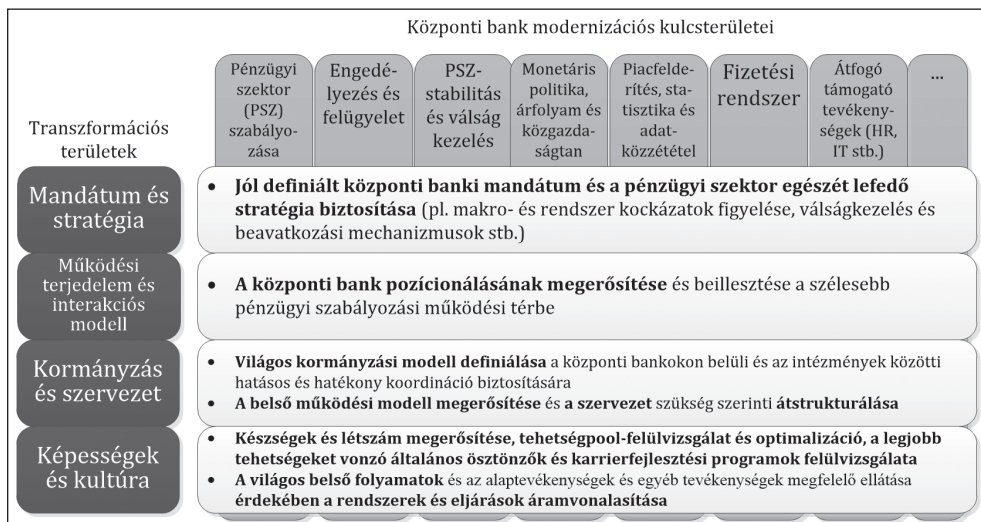 Központi bank modernizációs kulcsterületei
Pénzügyi
szektor
(PSZ)
szabályo-
zása
Engedé-
lyezés és
felügyelet
PSZ-
stabilitás
és válság
kezelés
Monetáris
politika,
árfolyam és
közgazda-
ságtan
Piacfelde-
rítés, sta-
tisztika és
adat-
közzététel
Fizetési
rendszer
Átfogó
támogató
tevékeny-
ségek (HR,
IT stb.)
...
Transzformációs
területek
Mandátum és
stratégia
• Jól definiált központi banki mandátum és a pénzügyi szektor egészét lefedő
stratégia biztosítása (pl. makro- és rendszer kockázatok figyelése, válságkezelés és
beavatkozási mechanizmusok stb.)
Működési
terjedelem és
interakciós
modell
• A központi bank pozícionálásának megerősítése és beillesztése a szélesebb
pénzügyi szabályozási működési térbe
Kormányzás
és szervezet
• Világos kormányzási modell definiálása a központi bankokon belüli és az intézmények közötti
hatásos és hatékony koordináció biztosítására
• A belső működési modell megerősítése és a szervezet szükség szerinti átstrukturálása
Képességek
és kultúra
• Készségek és létszám megerősítése, tehetségpool-felülvizsgálat és optimalizáció, a legjobb
tehetségeket vonzó általános ösztönzők és karrierfejlesztési programok felülvizsgálata
• A világos belső folyamatok és az alaptevékenységek és egyéb tevékenységek megfelelő ellátása
érdekében a rendszerek és eljárások áramvonalasítása